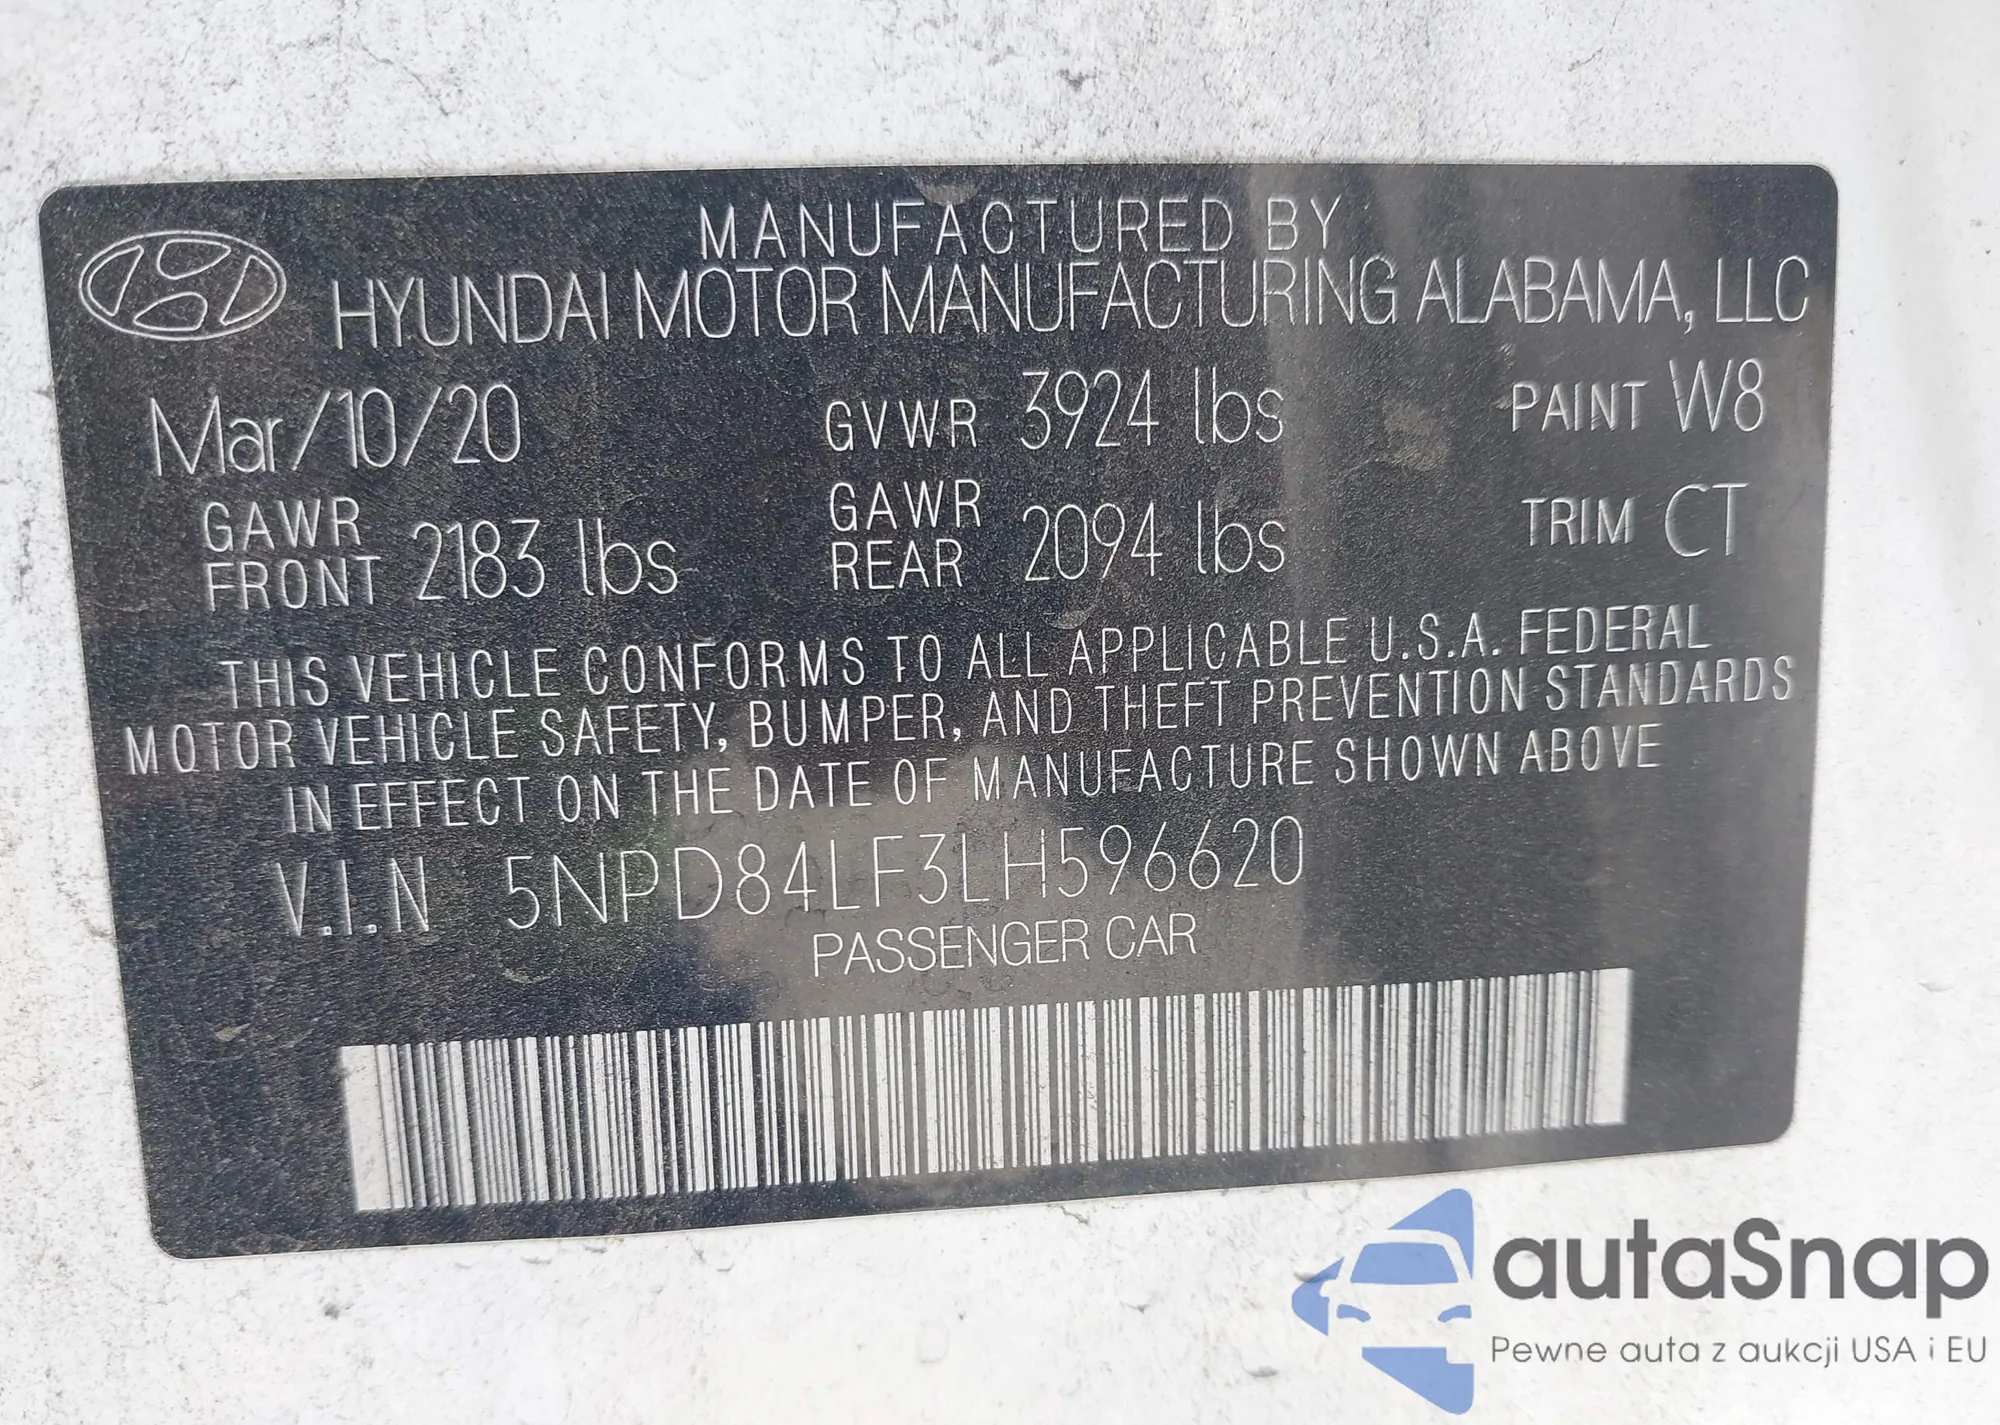 MANUFACTURED BY
HYUNDAI MOTOR MANUFACTURING ALABAMA, LLC
Mar/10/20 GVWR 3924 lbs PAINT W8
GAWR FRONT 2183 lbs GAWR REAR 2094 lbs TRIM CT
THIS VEHICLE CONFORMS TO ALL APPLICABLE U.S.A. FEDERAL
MOTOR VEHICLE SAFETY, BUMPER, AND THEFT PREVENTION STANDARDS
IN EFFECT ON THE DATE OF MANUFACTURE SHOWN ABOVE
V.I.N 5NPD84LF3LH596620
PASSENGER CAR
autaSnap
Pewne auta z aukcji USA i EU